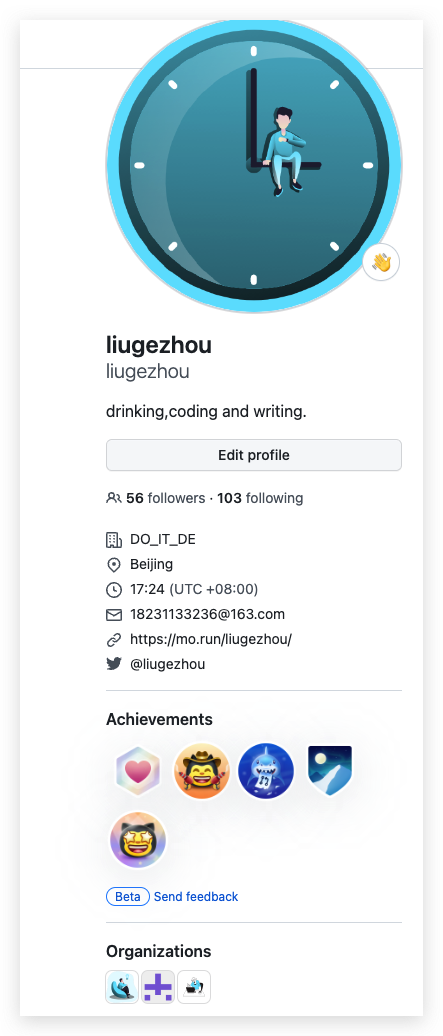 liugezhou
liugezhou
drinking,coding and writing.
Edit profile
56 followers · 103 following
DO_IT_DE
Beijing
17:24 (UTC +08:00)
18231133236@163.com
https://mo.run/liugezhou/
@liugezhou
Achievements
Beta Send feedback
Organizations